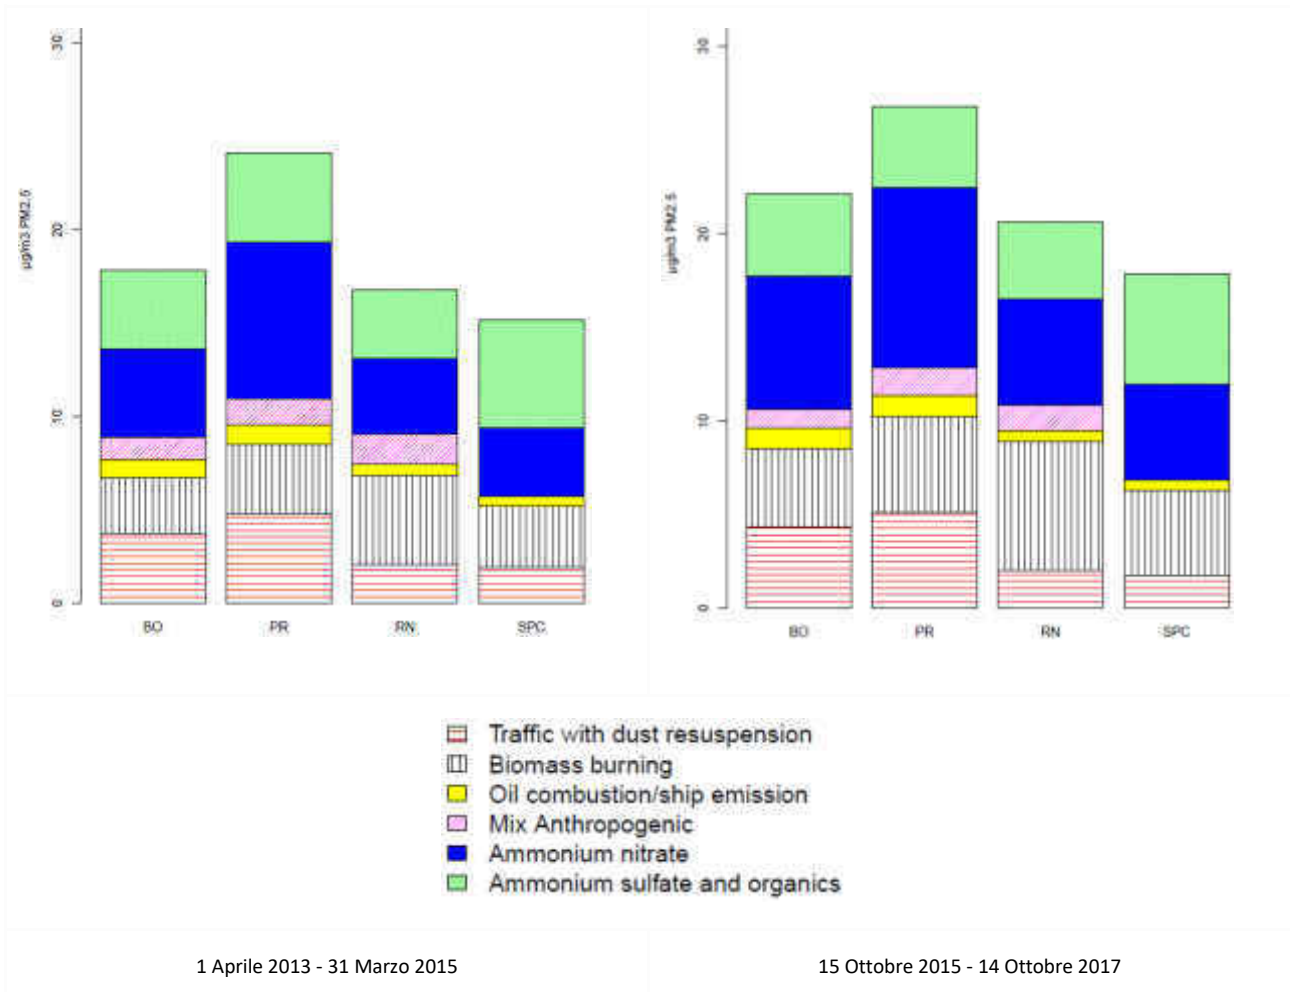 30
20
10
0
µg/m3 PM2.5
BO PR RN SPC
30
20
10
0
µg/m3 PM2.5
BO PR RN SPC
Traffic with dust resuspension
Biomass burning
Oil combustion/ship emission
Mix Anthropogenic
Ammonium nitrate
Ammonium sulfate and organics
1 Aprile 2013 - 31 Marzo 2015
15 Ottobre 2015 - 14 Ottobre 2017